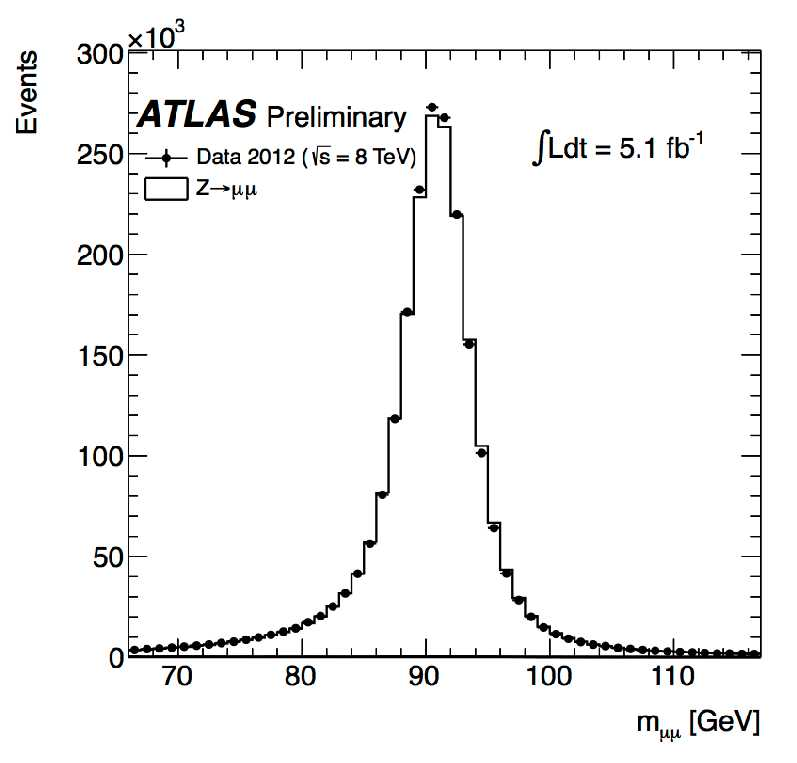 ×10³
Events
300
250
200
150
100
50
0
ATLAS Preliminary
Data 2012 (√s = 8 TeV)
Z→μμ
∫Ldt = 5.1 fb⁻¹
70 80 90 100 110
m_μμ [GeV]